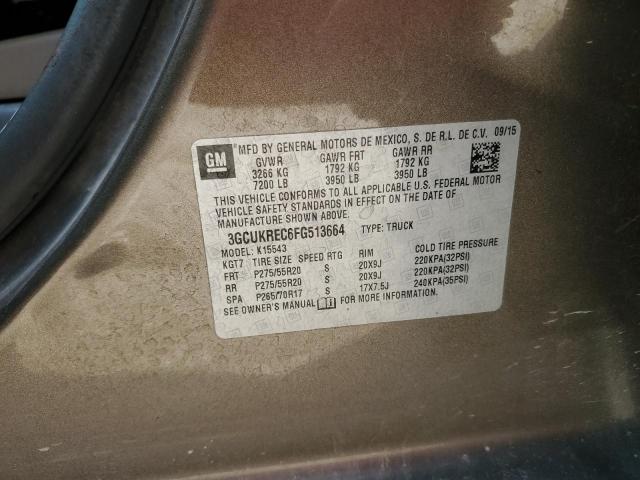 GM
MFD BY GENERAL MOTORS DE MEXICO, S. DE R.L. DE C.V. 09/15
GVWR GAWR FRT GAWR RR
3266 KG 1792 KG 1792 KG
7200 LB 3950 LB 3950 LB
THIS VEHICLE CONFORMS TO ALL APPLICABLE U.S. FEDERAL MOTOR
VEHICLE SAFETY STANDARDS IN EFFECT ON THE DATE OF
MANUFACTURE SHOWN ABOVE.
3GCUKREC6FG513664 TYPE: TRUCK
MODEL: K15543
KGT7 TIRE SIZE SPEED RTG RIM COLD TIRE PRESSURE
FRT P275/55R20 S 20X9J 220KPA(32PSI)
RR P275/55R20 S 20X9J 220KPA(32PSI)
SPA P265/70R17 S 17X7.5J 240KPA(35PSI)
SEE OWNER'S MANUAL FOR MORE INFORMATION.